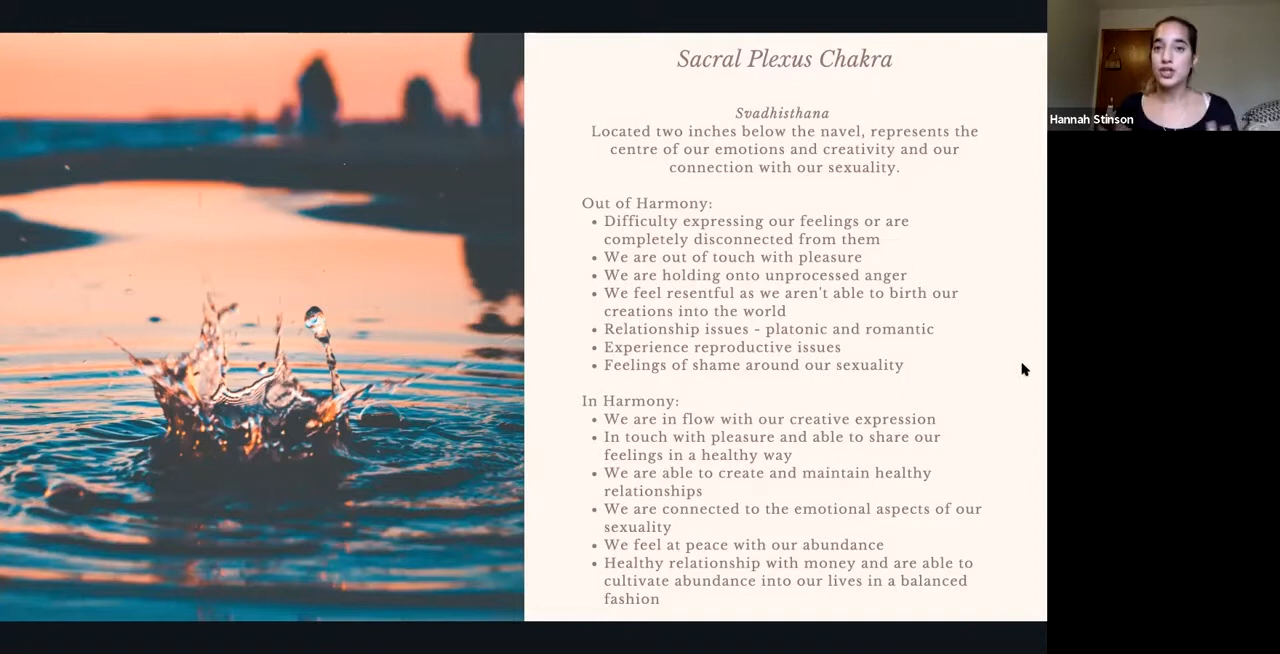 Sacral Plexus Chakra
Svadhisthana
Located two inches below the navel, represents the
centre of our emotions and creativity and our
connection with our sexuality.
Out of Harmony:
• Difficulty expressing our feelings or are
completely disconnected from them
• We are out of touch with pleasure
• We are holding onto unprocessed anger
• We feel resentful as we aren't able to birth our
creations into the world
• Relationship issues - platonic and romantic
• Experience reproductive issues
• Feelings of shame around our sexuality
In Harmony:
• We are in flow with our creative expression
• In touch with pleasure and able to share our
feelings in a healthy way
• We are able to create and maintain healthy
relationships
• We are connected to the emotional aspects of our
sexuality
• We feel at peace with our abundance
• Healthy relationship with money and are able to
cultivate abundance into our lives in a balanced
fashion
Hannah Stinson